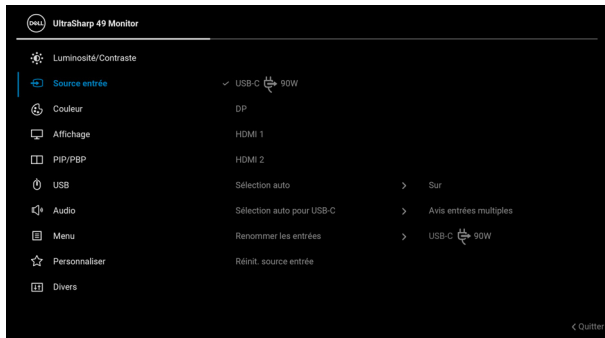 DELL UltraSharp 49 Monitor
Luminosité/Contraste
Source entrée USB-C 90W
Couleur DP
Affichage HDMI 1
PIP/PBP HDMI 2
USB Sélection auto Sur
Audio Sélection auto pour USB-C Avis entrées multiples
Menu Renommer les entrées USB-C 90W
Personnaliser Réinit. source entrée
Divers
Quitter